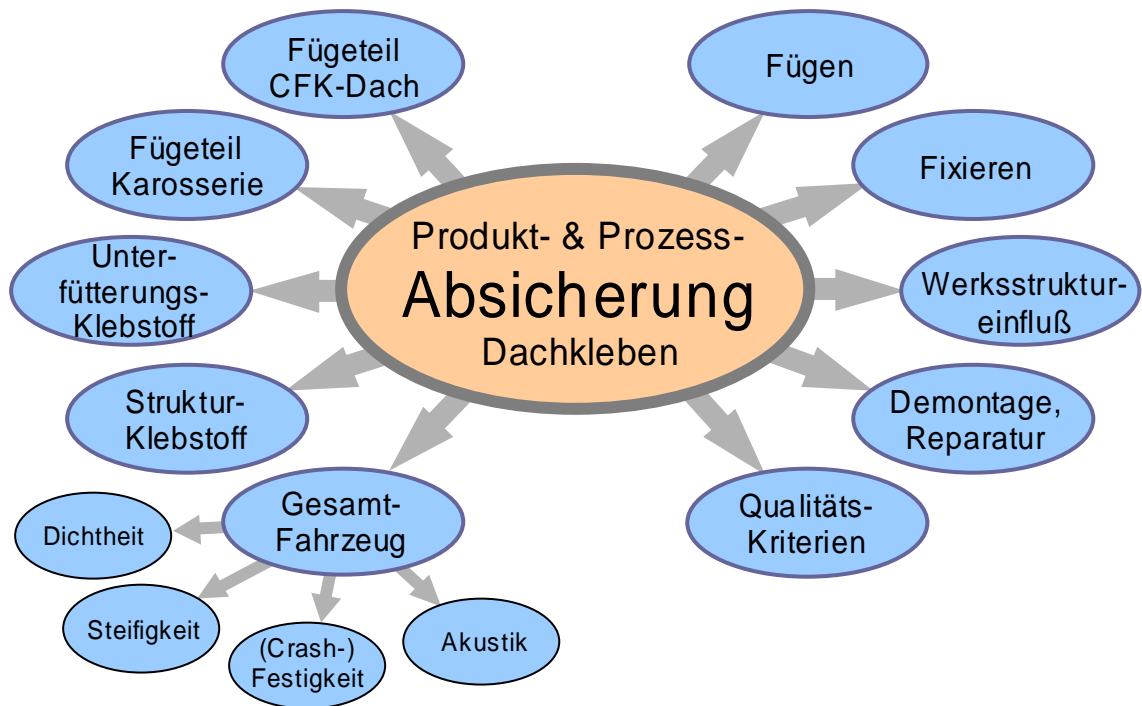 Fügeteil
CFK-Dach
Fügen
Fügeteil
Karosserie
Fixieren
Produkt- & Prozess-
Absicherung
Dachkleben
Unter-
fütterungs-
Klebstoff
Werksstruktur-
einfluß
Struktur-
Klebstoff
Demontage,
Reparatur
Gesamt-
Fahrzeug
Qualitäts-
Kriterien
Dichtheit
Steifigkeit
(Crash-)
Festigkeit
Akustik